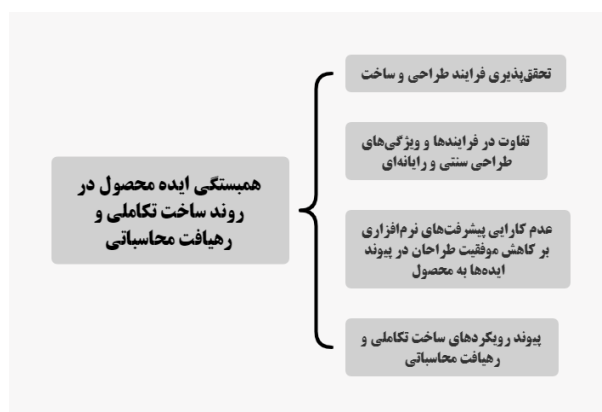 تحقق‌پذیری فرایند طراحی و ساخت
تفاوت در فرایندها و ویژگی‌های
طراحی سنتی و رایانه‌ای
همبستگی ایده محصول در
روند ساخت تکاملی و
رهیافت محاسباتی
عدم کارایی پیشرفت‌های نرم‌افزاری
بر کاهش موفقیت طراحان در پیوند
ایده‌ها به محصول
پیوند رویکردهای ساخت تکاملی و
رهیافت محاسباتی